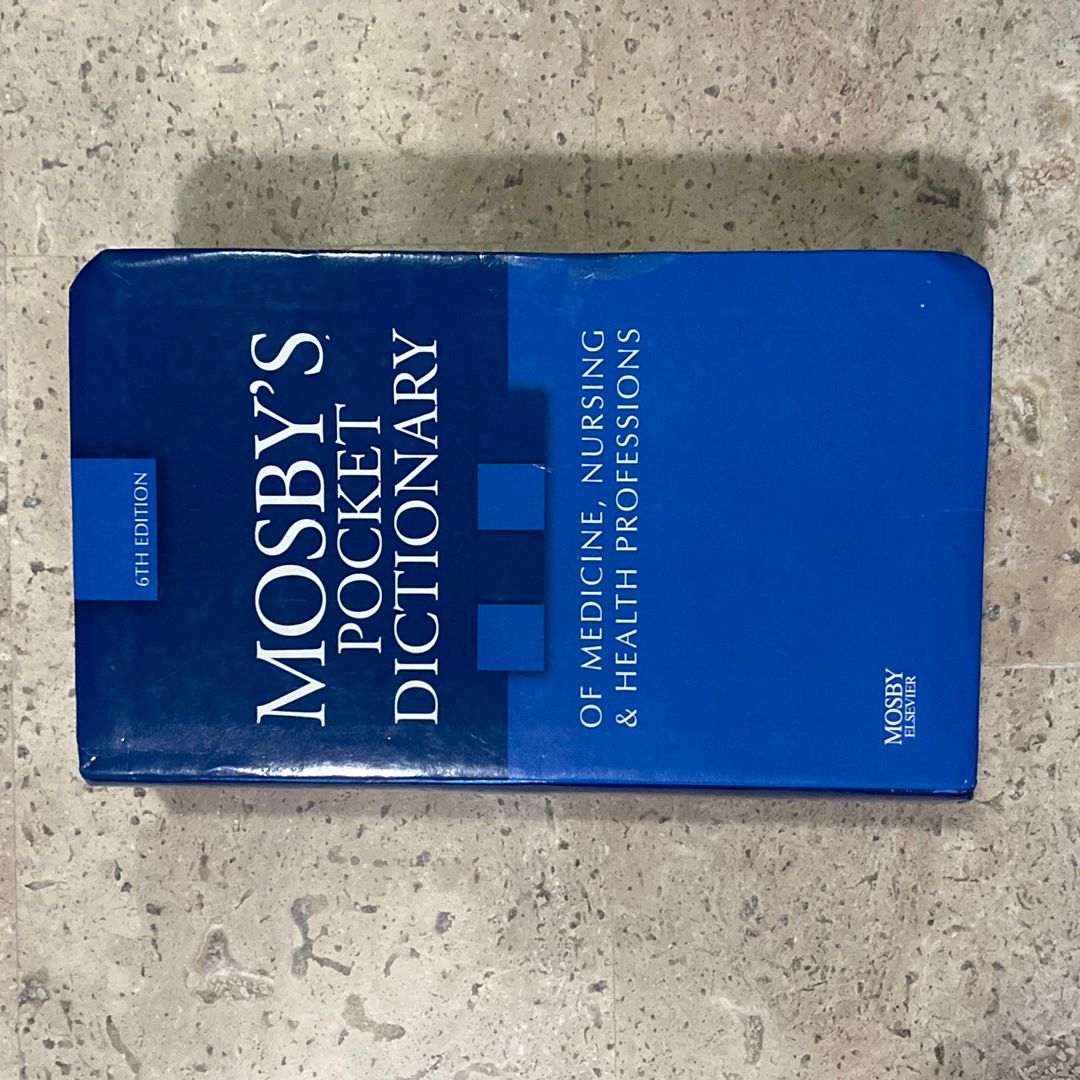 6TH EDITION
MOSBY'S
POCKET
DICTIONARY
OF MEDICINE, NURSING
& HEALTH PROFESSIONS
MOSBY
ELSEVIER